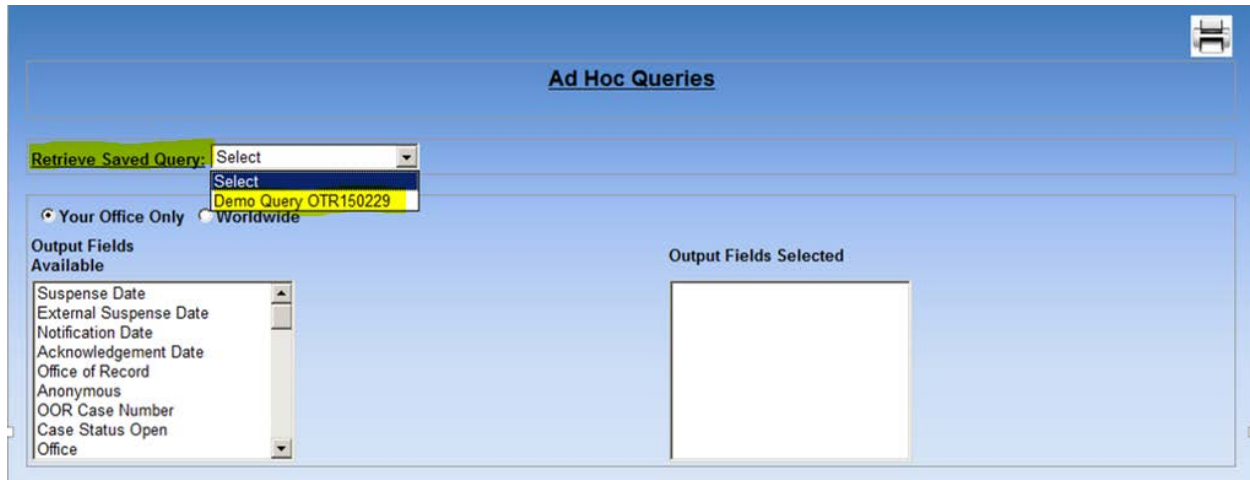 Ad Hoc Queries
Retrieve Saved Query: Select
Select
Demo Query OTR150229
Your Office Only Worldwide
Output Fields
Available
Output Fields Selected
Suspense Date
External Suspense Date
Notification Date
Acknowledgement Date
Office of Record
Anonymous
OOR Case Number
Case Status Open
Office